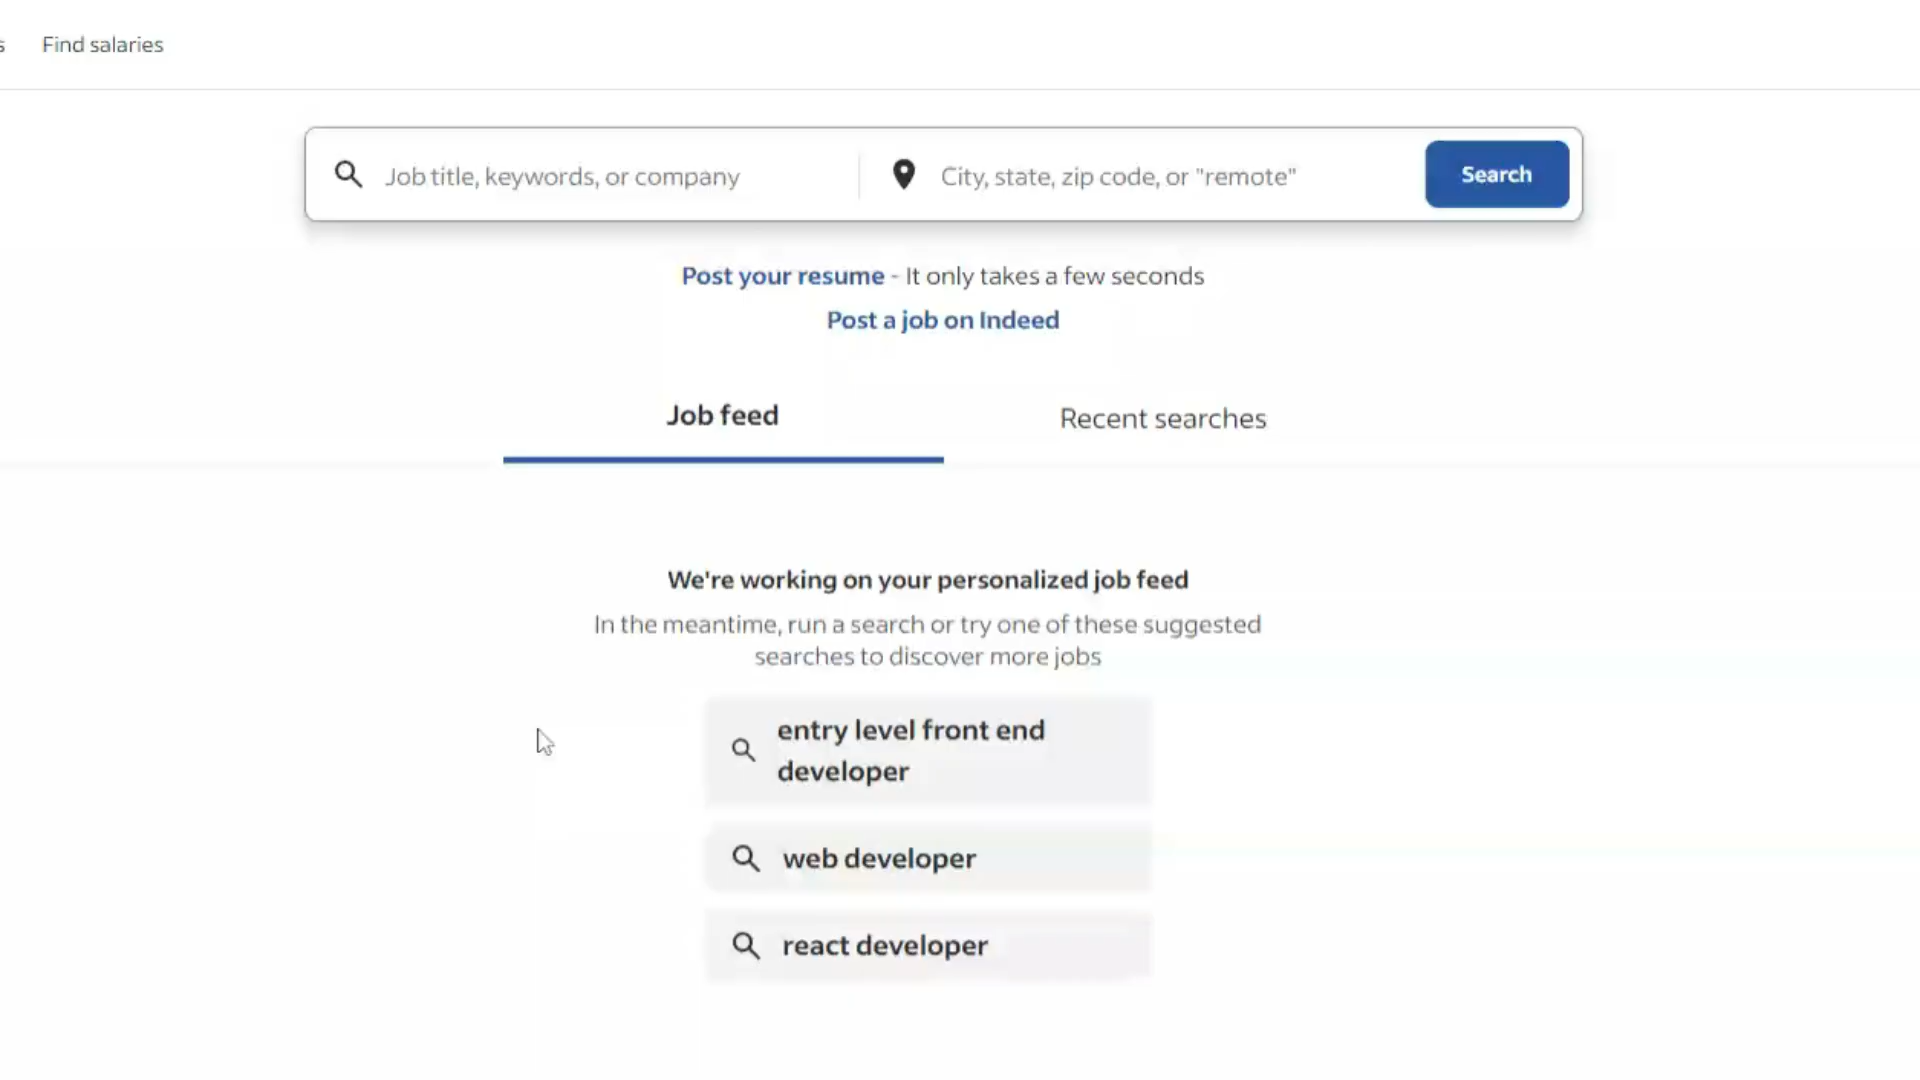 s Find salaries
Job title, keywords, or company City, state, zip code, or "remote" Search
Post your resume - It only takes a few seconds
Post a job on Indeed
Job feed Recent searches
We're working on your personalized job feed
In the meantime, run a search or try one of these suggested
searches to discover more jobs
entry level front end
developer
web developer
react developer